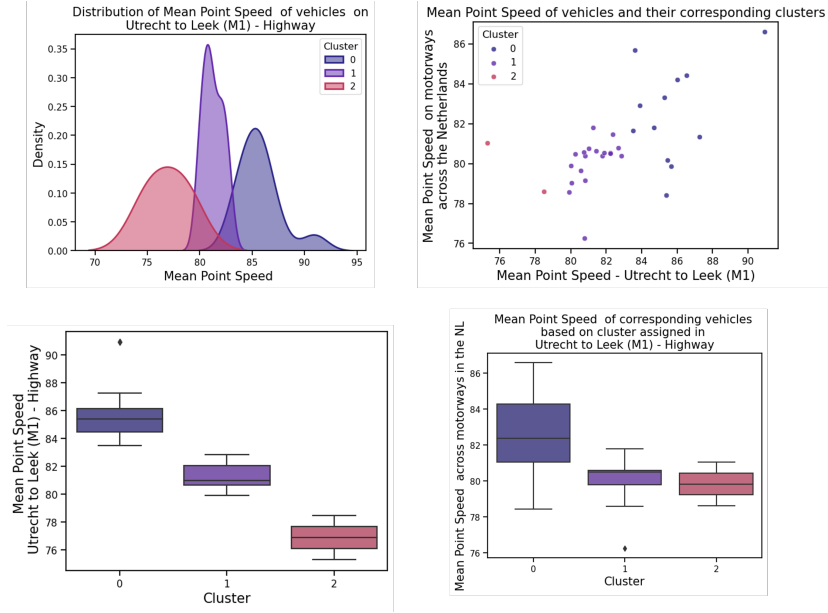 Distribution of Mean Point Speed of vehicles on
Utrecht to Leek (M1) - Highway
Cluster
0
1
2
0.35
0.30
0.25
0.20
0.15
0.10
0.05
0.00
Density
70 75 80 85 90 95
Mean Point Speed
Mean Point Speed of vehicles and their corresponding clusters
Cluster
0
1
2
86
84
82
80
78
76
Mean Point Speed on motorways
across the Netherlands
76 78 80 82 84 86 88 90
Mean Point Speed - Utrecht to Leek (M1)
90
88
86
84
82
80
78
76
Mean Point Speed
Utrecht to Leek (M1) - Highway
0 1 2
Cluster
Mean Point Speed of corresponding vehicles
based on cluster assigned in
Utrecht to Leek (M1) - Highway
86
84
82
80
78
76
Mean Point Speed across motorways in the NL
0 1 2
Cluster